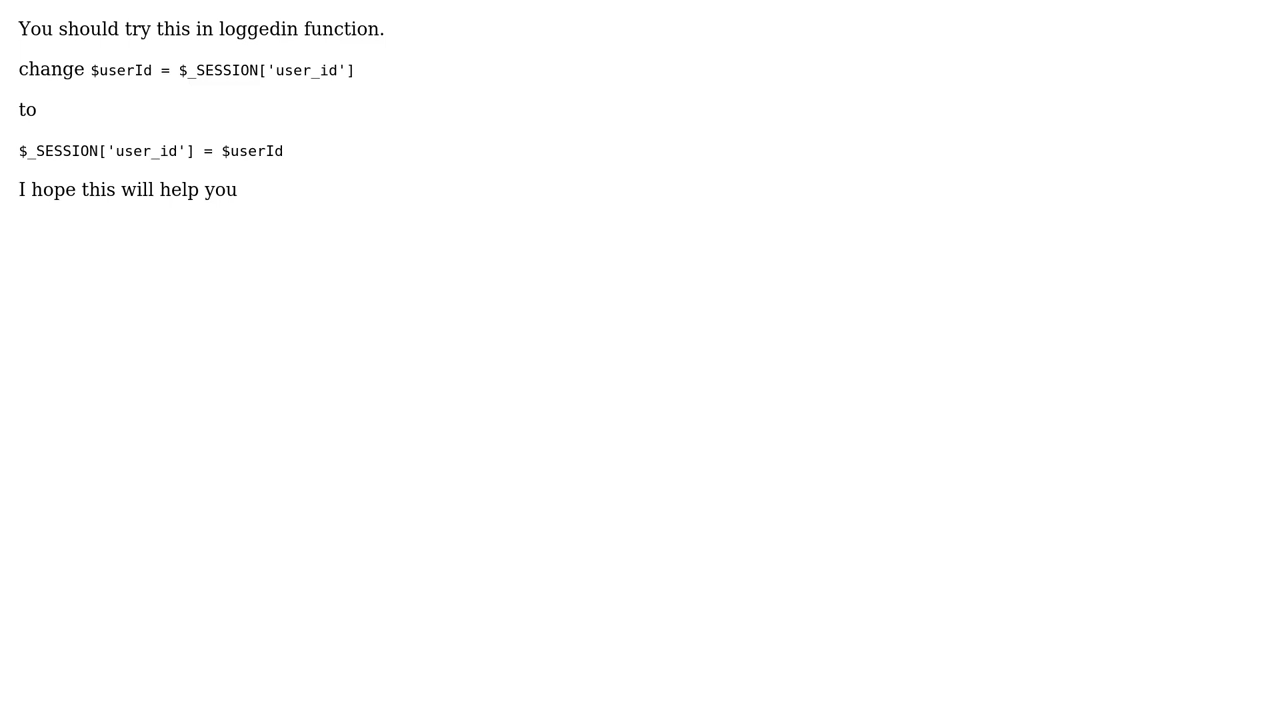 You should try this in loggedin function.
change $userId = $_SESSION['user_id']
to
$_SESSION['user_id'] = $userId
I hope this will help you